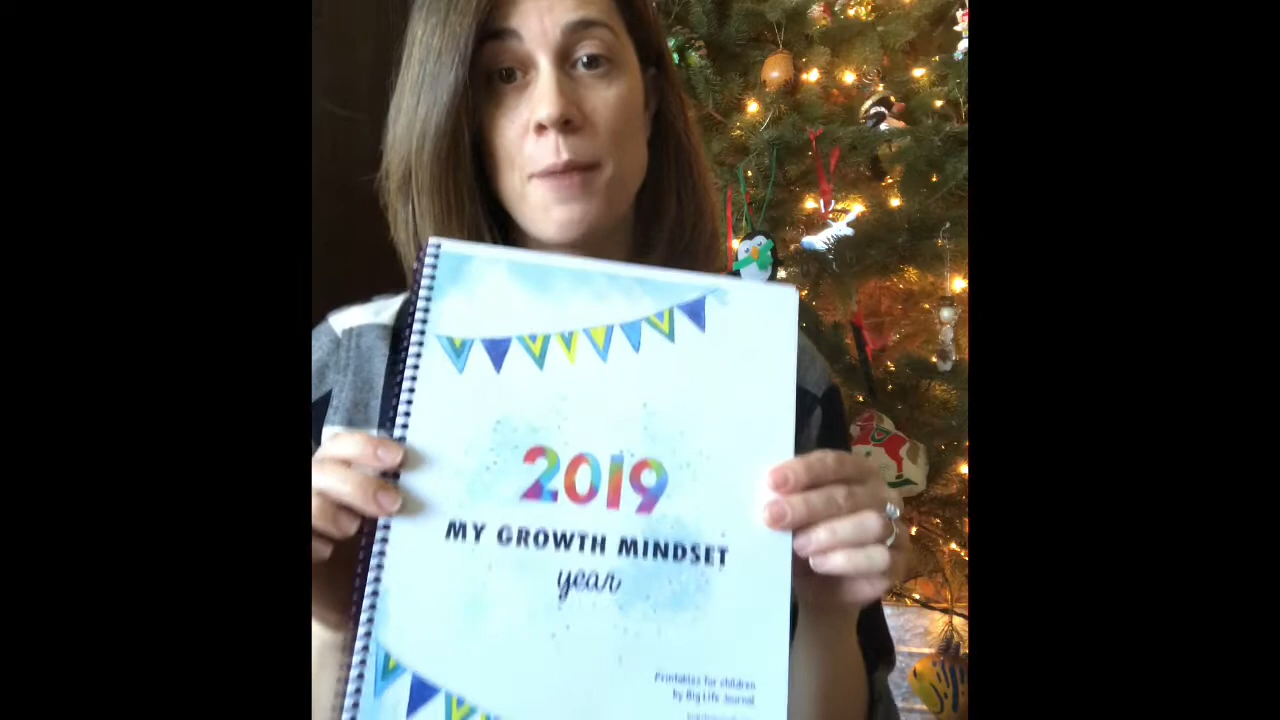 2019
MY GROWTH MINDSET
year
Printables for children
by Big Life Journal